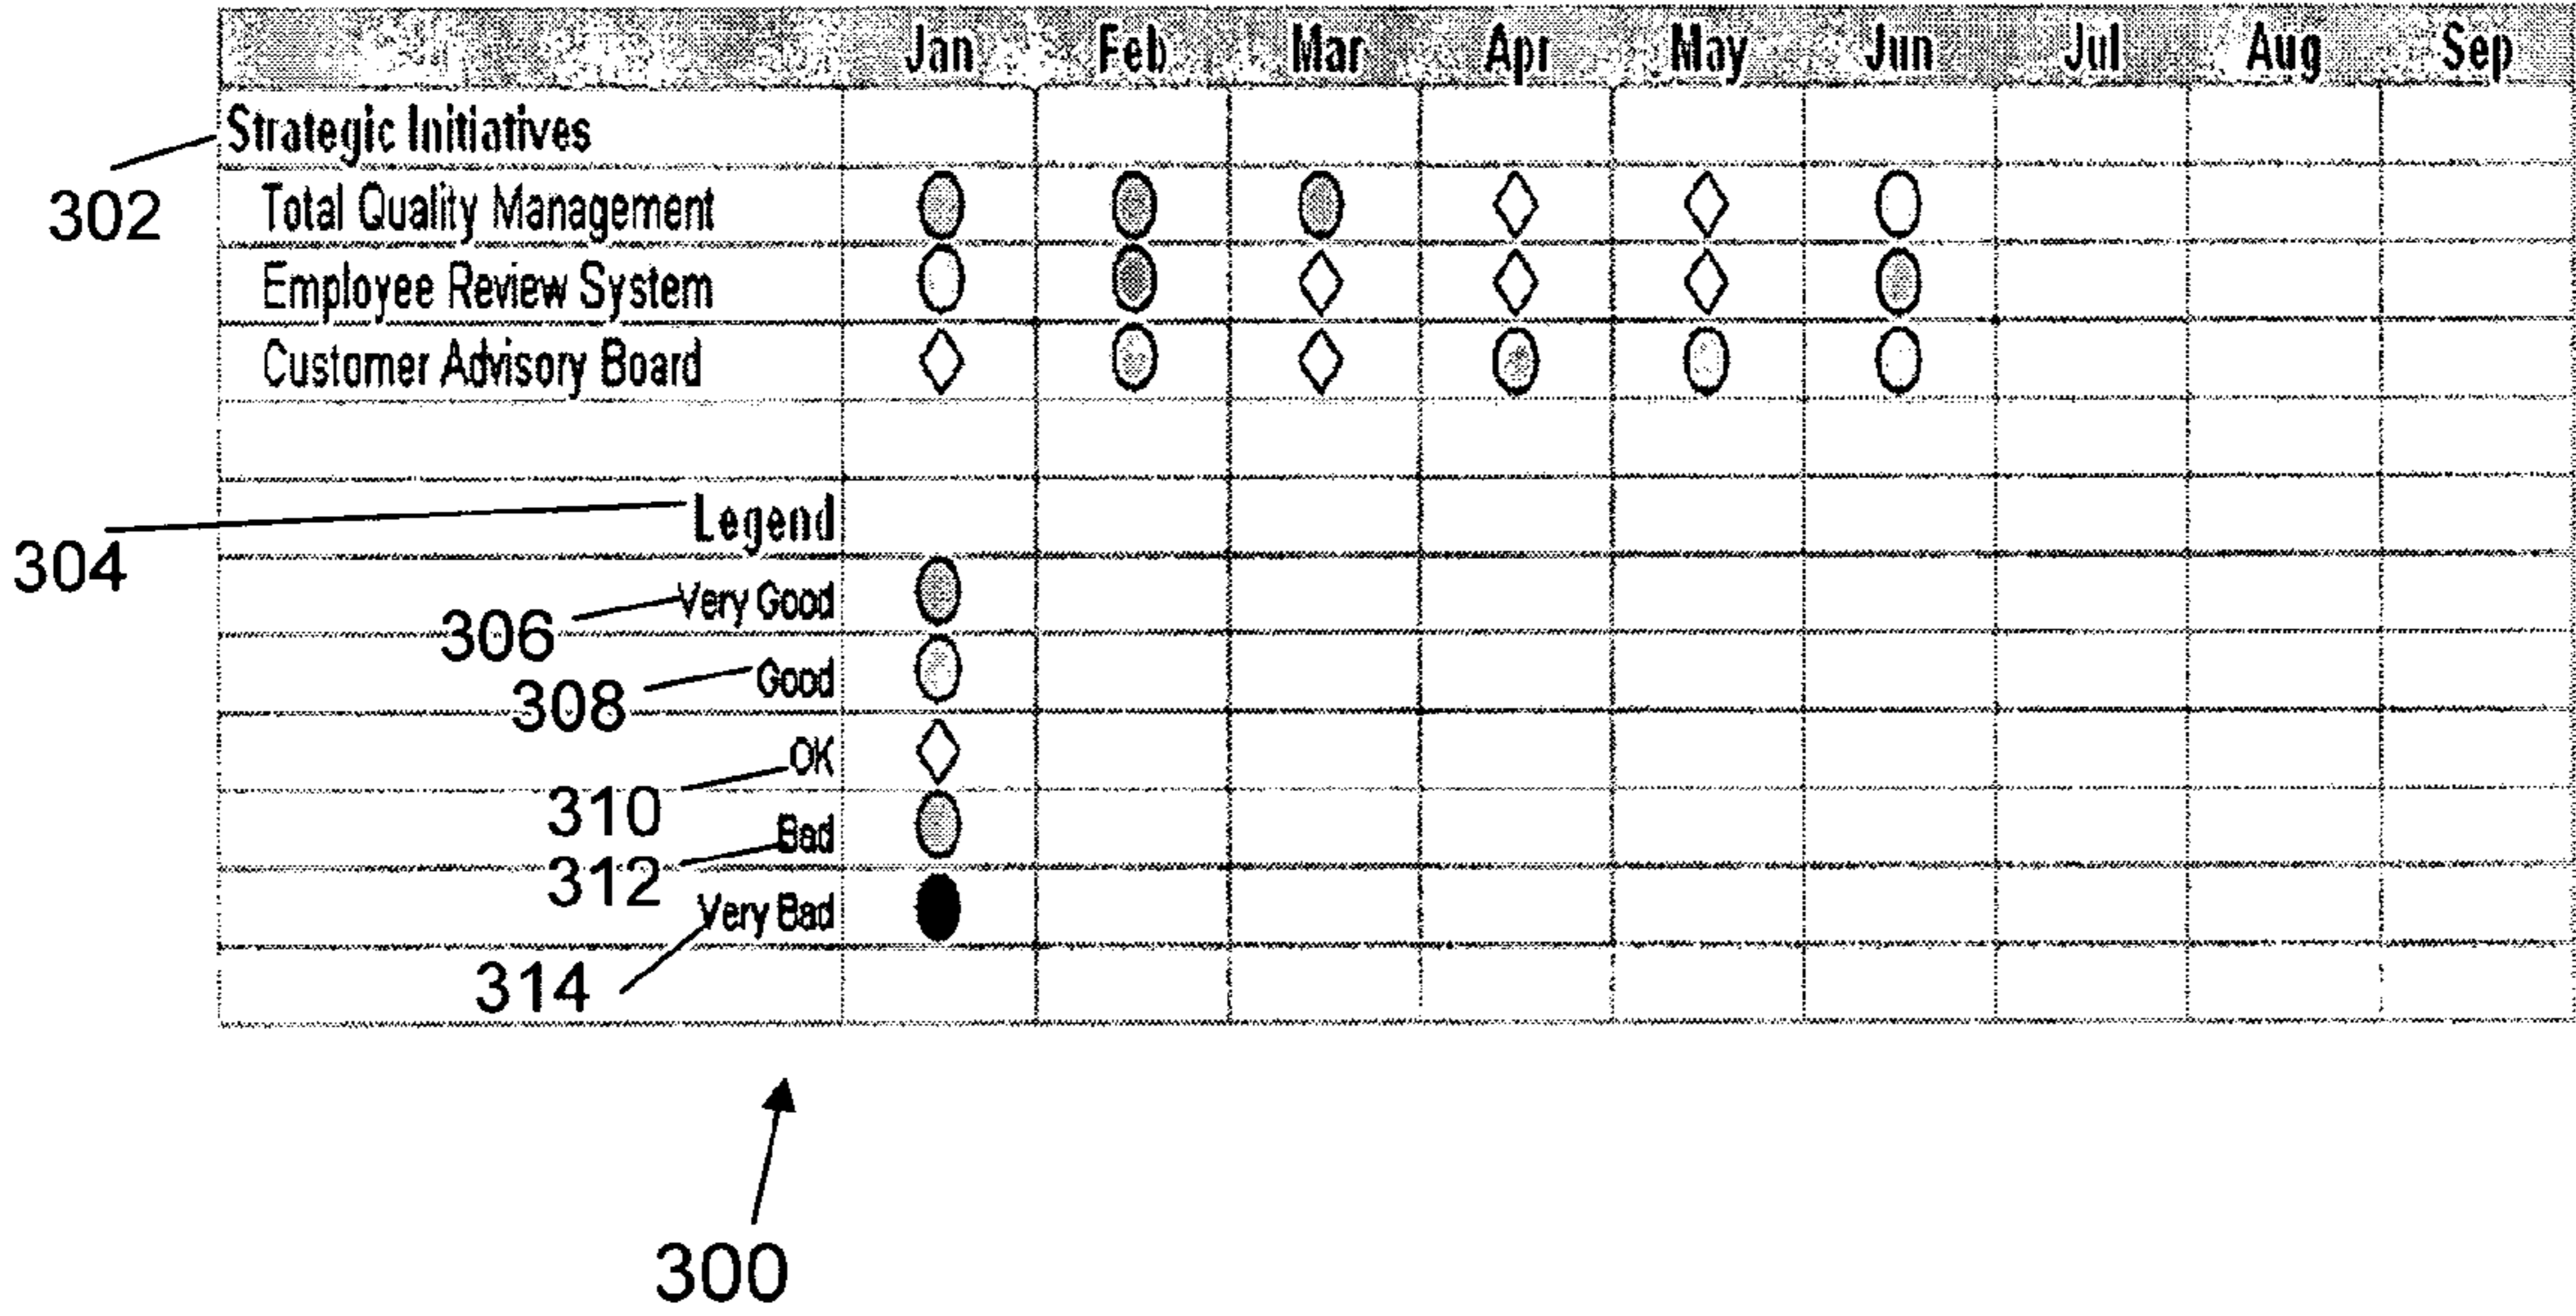 Jan Feb Mar Apr May Jun Jul Aug Sep
Strategic Initiatives
302
Total Quality Management
Employee Review System
Customer Advisory Board
Legend
304
Very Good
306
Good
308
OK
310
Bad
312
Very Bad
314
300